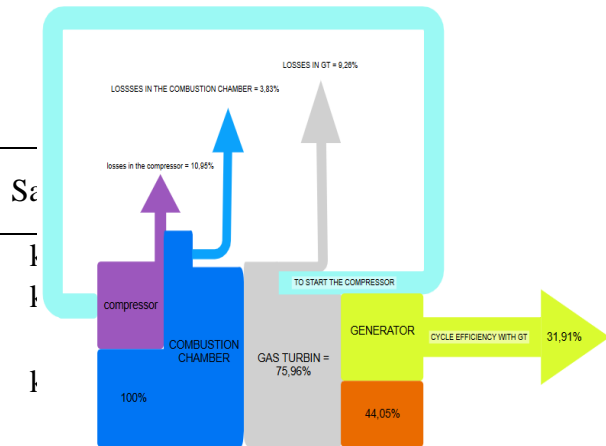 LOSSES IN GT = 9,26%
LOSSSES IN THE COMBUSTION CHAMBER = 3,83%
losses in the compressor = 10,95%
Sa
k
k
k
compressor
TO START THE COMPRESSOR
COMBUSTION
CHAMBER
GAS TURBIN =
75,96%
GENERATOR
CYCLE EFFICIENCY WITH GT
31,91%
100%
44,05%